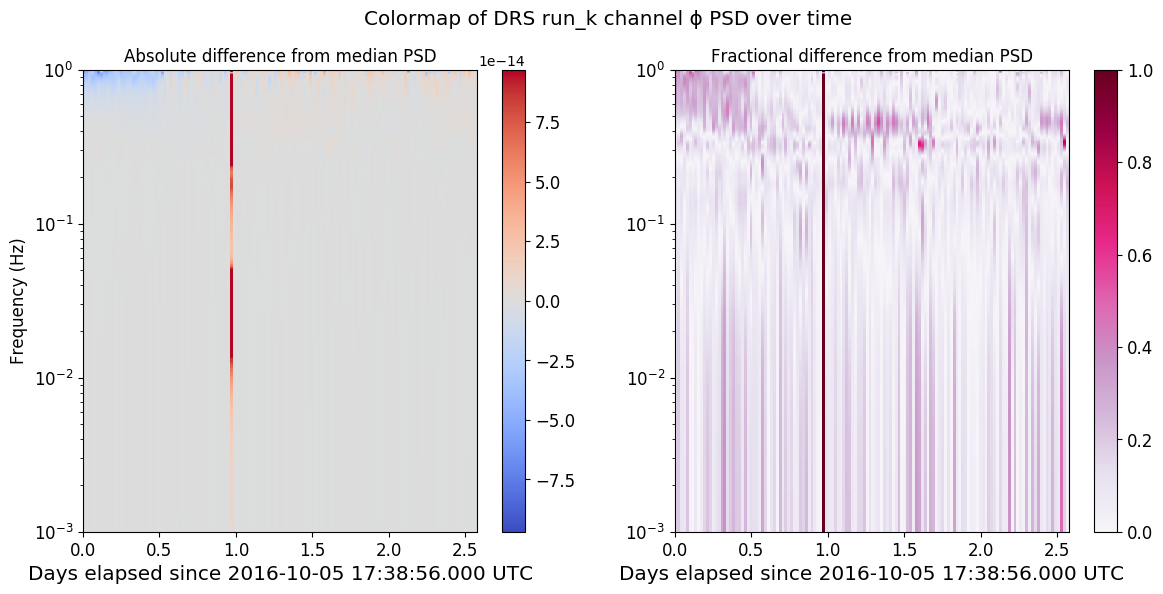 Colormap of DRS run_k channel ϕ PSD over time
Absolute difference from median PSD
1e−14
10⁰
10⁻¹
10⁻²
10⁻³
Frequency (Hz)
0.0 0.5 1.0 1.5 2.0 2.5
Days elapsed since 2016-10-05 17:38:56.000 UTC
7.5
5.0
2.5
0.0
−2.5
−5.0
−7.5
Fractional difference from median PSD
10⁰
10⁻¹
10⁻²
10⁻³
0.0 0.5 1.0 1.5 2.0 2.5
Days elapsed since 2016-10-05 17:38:56.000 UTC
1.0
0.8
0.6
0.4
0.2
0.0